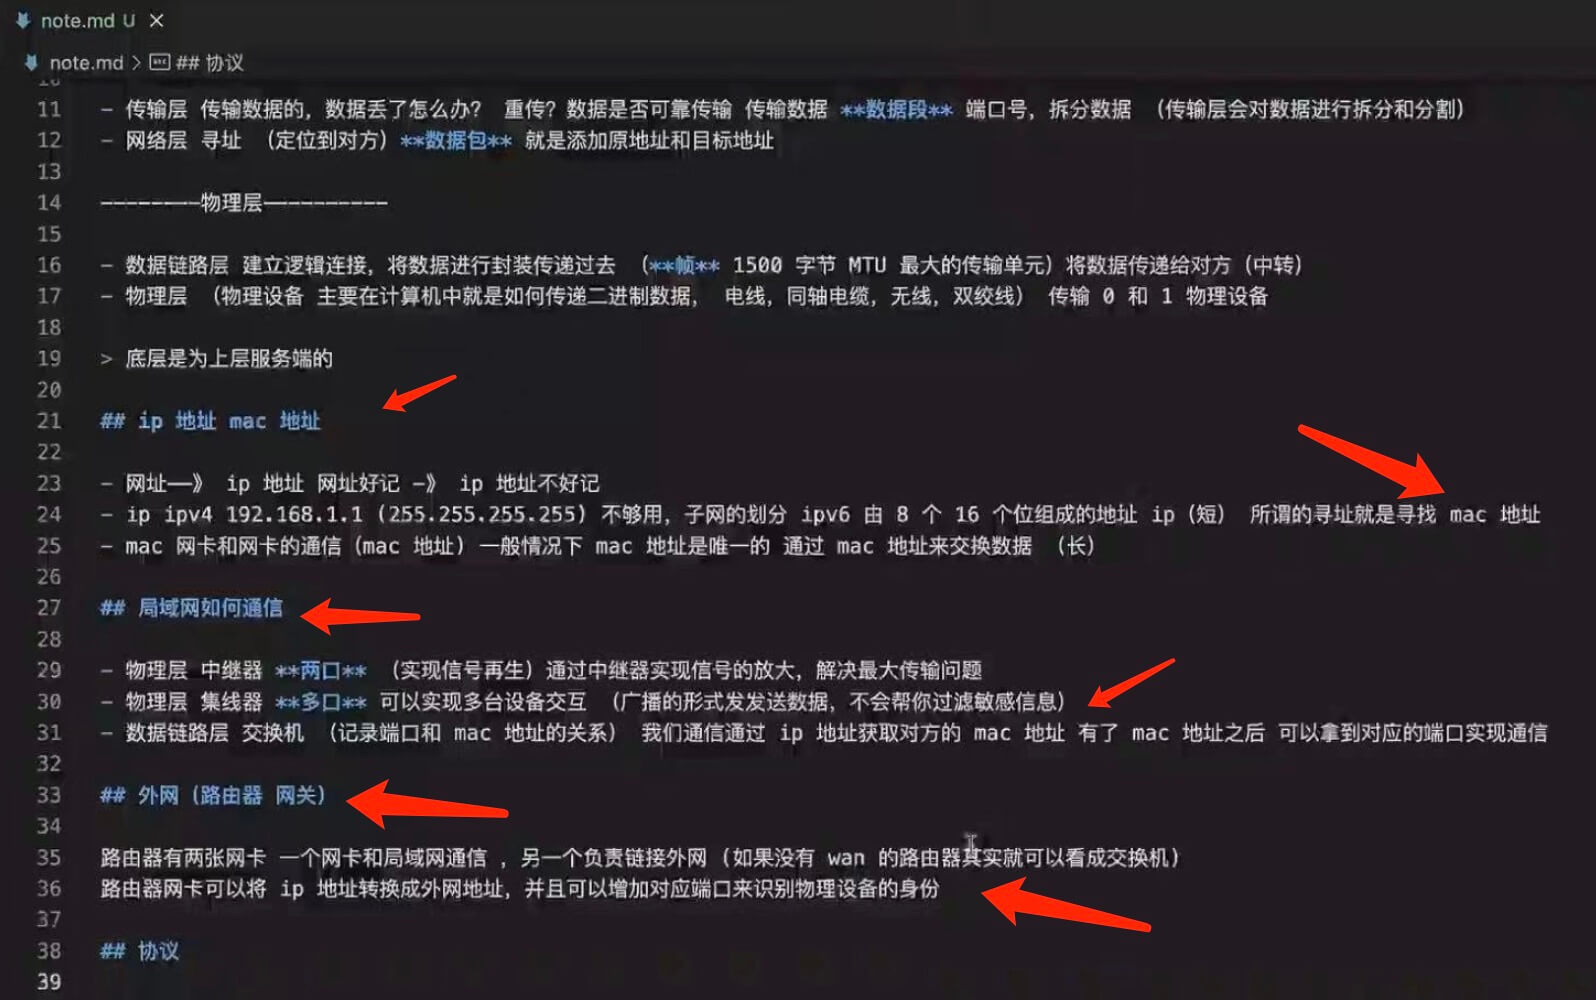 note.md U
note.md > ## 协议
11 - 传输层 传输数据的，数据丢了怎么办？ 重传？数据是否可靠传输 传输数据 **数据段** 端口号，拆分数据 （传输层会对数据进行拆分和分割）
12 - 网络层 寻址 （定位到对方）**数据包** 就是添加原地址和目标地址
13
14 --------物理层----------
15
16 - 数据链路层 建立逻辑连接，将数据进行封装传递过去 （**帧** 1500 字节 MTU 最大的传输单元）将数据传递给对方（中转）
17 - 物理层 （物理设备 主要在计算机中就是如何传递二进制数据， 电线，同轴电缆，无线，双绞线） 传输 0 和 1 物理设备
18
19 > 底层是为上层服务端的
20
21 ## ip 地址 mac 地址
22
23 - 网址——》 ip 地址 网址好记 -》 ip 地址不好记
24 - ip ipv4 192.168.1.1（255.255.255.255）不够用，子网的划分 ipv6 由 8 个 16 个位组成的地址 ip（短） 所谓的寻址就是寻找 mac 地址
25 - mac 网卡和网卡的通信（mac 地址）一般情况下 mac 地址是唯一的 通过 mac 地址来交换数据 （长）
26
27 ## 局域网如何通信
28
29 - 物理层 中继器 **两口** （实现信号再生）通过中继器实现信号的放大，解决最大传输问题
30 - 物理层 集线器 **多口** 可以实现多台设备交互 （广播的形式发发送数据，不会帮你过滤敏感信息）
31 - 数据链路层 交换机 （记录端口和 mac 地址的关系） 我们通信通过 ip 地址获取对方的 mac 地址 有了 mac 地址之后 可以拿到对应的端口实现通信
32
33 ## 外网（路由器 网关）
34
35 路由器有两张网卡 一个网卡和局域网通信 ，另一个负责链接外网（如果没有 wan 的路由器其实就可以看成交换机）
36 路由器网卡可以将 ip 地址转换成外网地址，并且可以增加对应端口来识别物理设备的身份
37
38 ## 协议
39